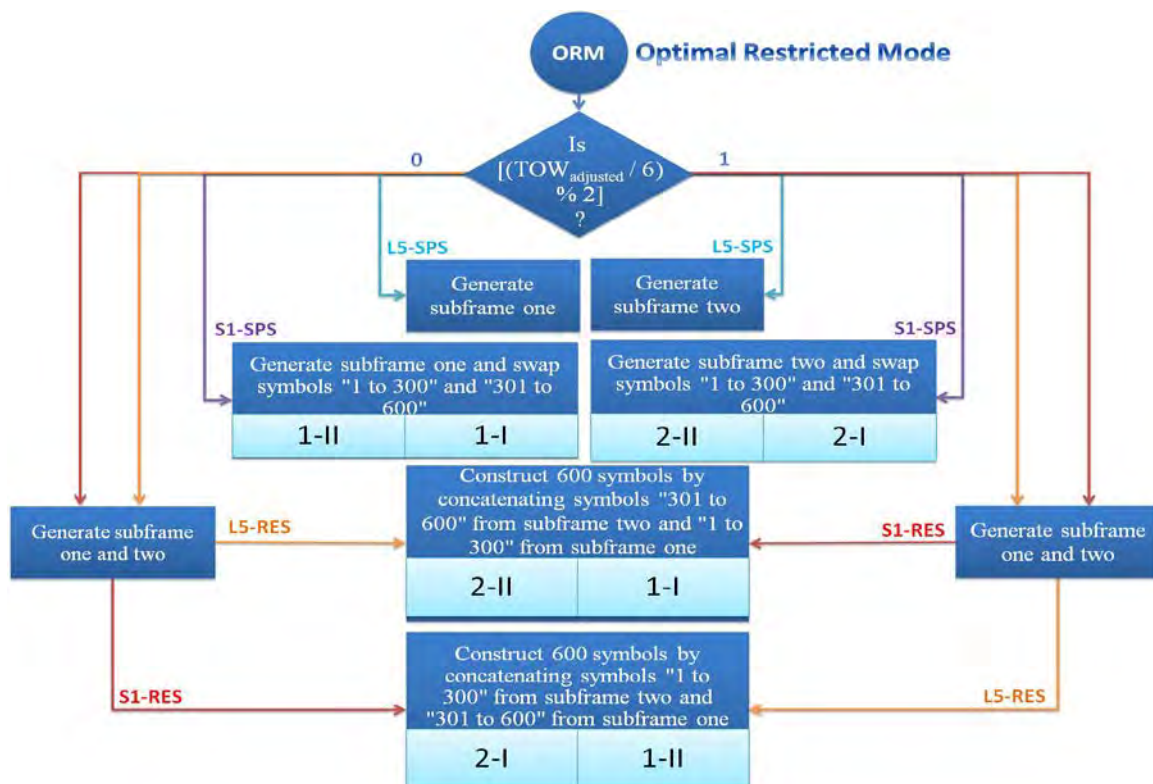 ORM
Optimal Restricted Mode
Is
[(TOWadjusted / 6)
% 2]
?
0
1
L5-SPS
L5-SPS
Generate
subframe one
Generate
subframe two
S1-SPS
S1-SPS
Generate subframe one and swap
symbols "1 to 300" and "301 to
600"
1-II
1-I
Generate subframe two and swap
symbols "1 to 300" and "301 to
600"
2-II
2-I
Generate subframe
one and two
L5-RES
Construct 600 symbols by
concatenating symbols "301 to
600" from subframe two and "1 to
300" from subframe one
2-II
1-I
S1-RES
Generate subframe
one and two
S1-RES
Construct 600 symbols by
concatenating symbols "1 to
300" from subframe two and
"301 to 600" from subframe one
2-I
1-II
L5-RES